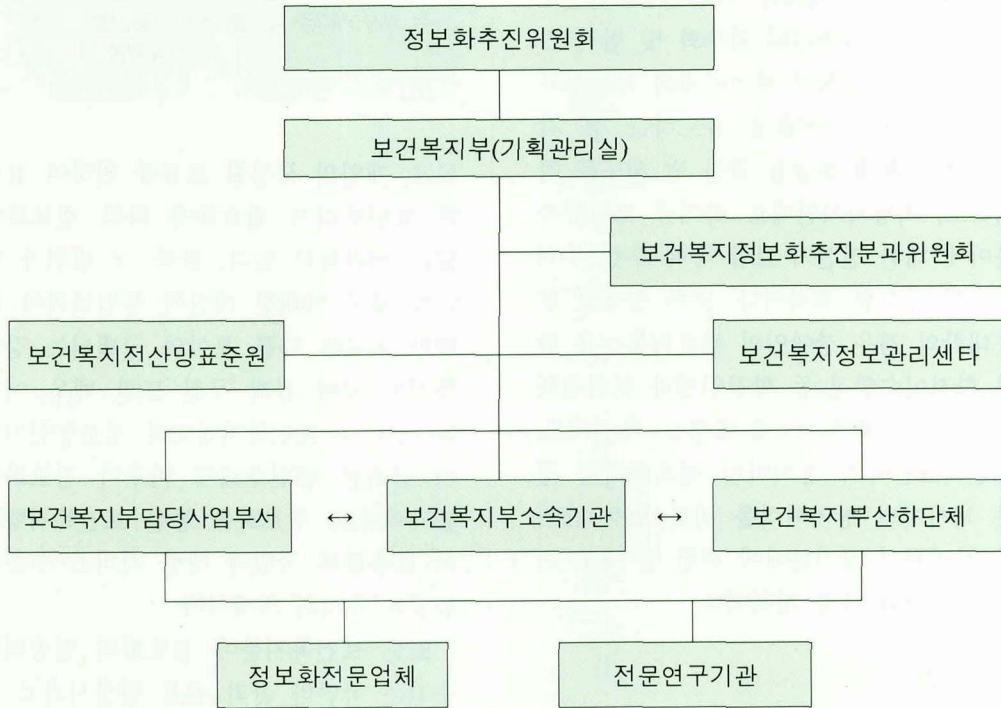 정보화추진위원회
보건복지부(기획관리실)
보건복지정보화추진분과위원회
보건복지전산망표준원
보건복지정보관리센타
보건복지부담당사업부서
보건복지부소속기관
보건복지부산하단체
정보화전문업체
전문연구기관